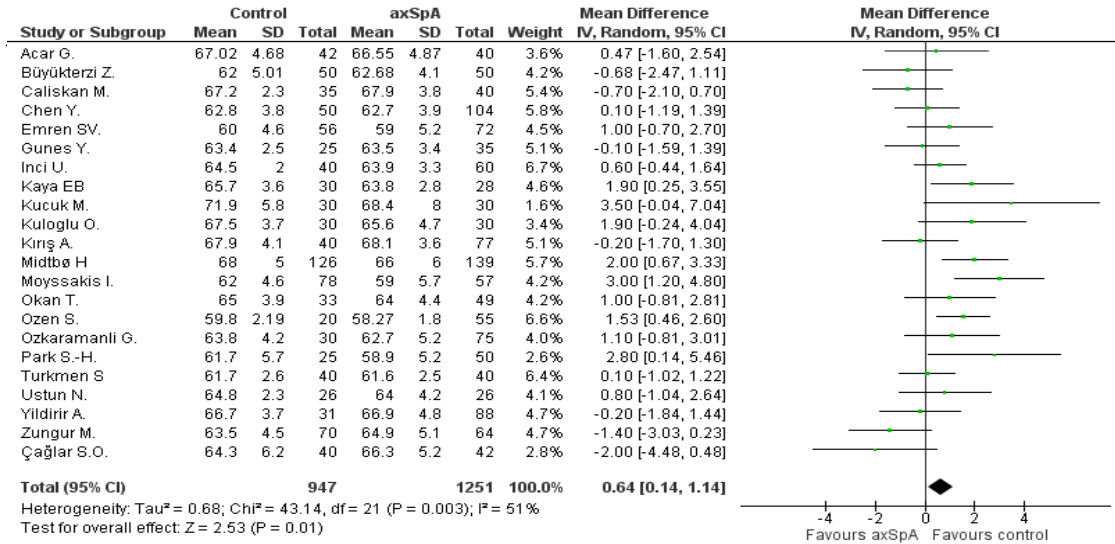 Control axSpA Mean Difference Mean Difference
Study or Subgroup Mean SD Total Mean SD Total Weight IV, Random, 95% CI IV, Random, 95% CI
Acar G. 67.02 4.68 42 66.55 4.87 40 3.6% 0.47 [-1.60, 2.54]
Büyükterzi Z. 62 5.01 50 62.68 4.1 50 4.2% -0.68 [-2.47, 1.11]
Caliskan M. 67.2 2.3 35 67.9 3.8 40 5.4% -0.70 [-2.10, 0.70]
Chen Y. 62.8 3.8 50 62.7 3.9 104 5.8% 0.10 [-1.19, 1.39]
Emren SV. 60 4.6 56 59 5.2 72 4.5% 1.00 [-0.70, 2.70]
Gunes Y. 63.4 2.5 25 63.5 3.4 35 5.1% -0.10 [-1.59, 1.39]
Inci U. 64.5 2 40 63.9 3.3 60 6.7% 0.60 [-0.44, 1.64]
Kaya EB 65.7 3.6 30 63.8 2.8 28 4.6% 1.90 [0.25, 3.55]
Kucuk M. 71.9 5.8 30 68.4 8 30 1.6% 3.50 [-0.04, 7.04]
Kuloglu O. 67.5 3.7 30 65.6 4.7 30 3.4% 1.90 [-0.24, 4.04]
Kırış A. 67.9 4.1 40 68.1 3.6 77 5.1% -0.20 [-1.70, 1.30]
Midtbø H 68 5 126 66 6 139 5.7% 2.00 [0.67, 3.33]
Moyssakis I. 62 4.6 78 59 5.7 57 4.2% 3.00 [1.20, 4.80]
Okan T. 65 3.9 33 64 4.4 49 4.2% 1.00 [-0.81, 2.81]
Ozen S. 59.8 2.19 20 58.27 1.8 55 6.6% 1.53 [0.46, 2.60]
Ozkaramanli G. 63.8 4.2 30 62.7 5.2 75 3.9% 1.10 [-0.81, 3.01]
Park S.-H. 61.7 5.7 25 58.9 5.2 50 2.5% 2.80 [0.14, 5.46]
Turkmen S 61.7 2.6 40 61.6 2.5 40 6.4% 0.10 [-1.02, 1.22]
Ustun N. 64.8 2.3 26 64 4.2 26 4.1% 0.80 [-1.04, 2.64]
Yildirir A. 66.7 3.7 31 66.9 4.8 88 4.7% -0.20 [-1.84, 1.44]
Zungur M. 63.5 4.5 70 64.9 5.1 64 4.7% -1.40 [-3.03, 0.23]
Çağlar S.O. 64.3 6.2 40 66.3 5.2 42 2.8% -2.00 [-4.48, 0.48]
Total (95% CI) 947 1251 100.0% 0.64 [0.14, 1.14]
Heterogeneity: Tau² = 0.68; Chi² = 43.14, df = 21 (P = 0.003); I² = 51%
Test for overall effect: Z = 2.53 (P = 0.01)
-4 -2 0 2 4
Favours axSpA Favours control